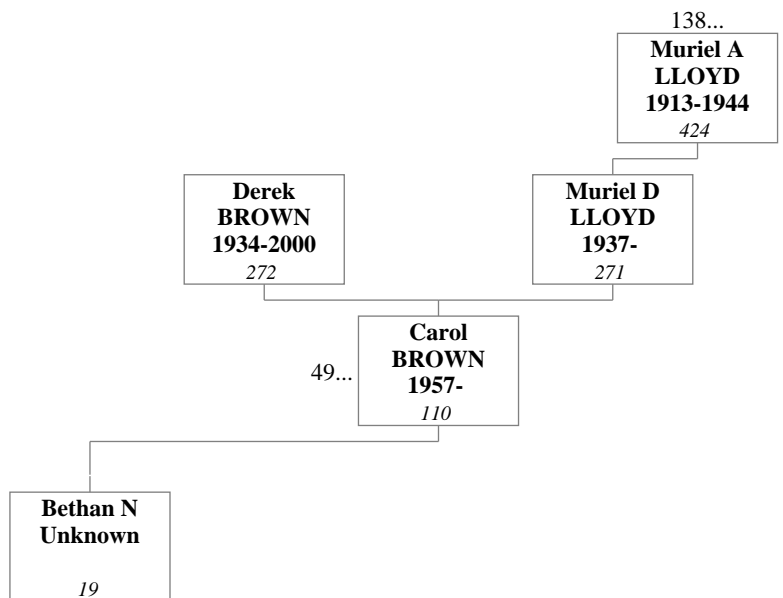 138...
Muriel A
LLOYD
1913-1944
424
Derek
BROWN
1934-2000
272
Muriel D
LLOYD
1937-
271
49...
Carol
BROWN
1957-
110
Bethan N
Unknown
19